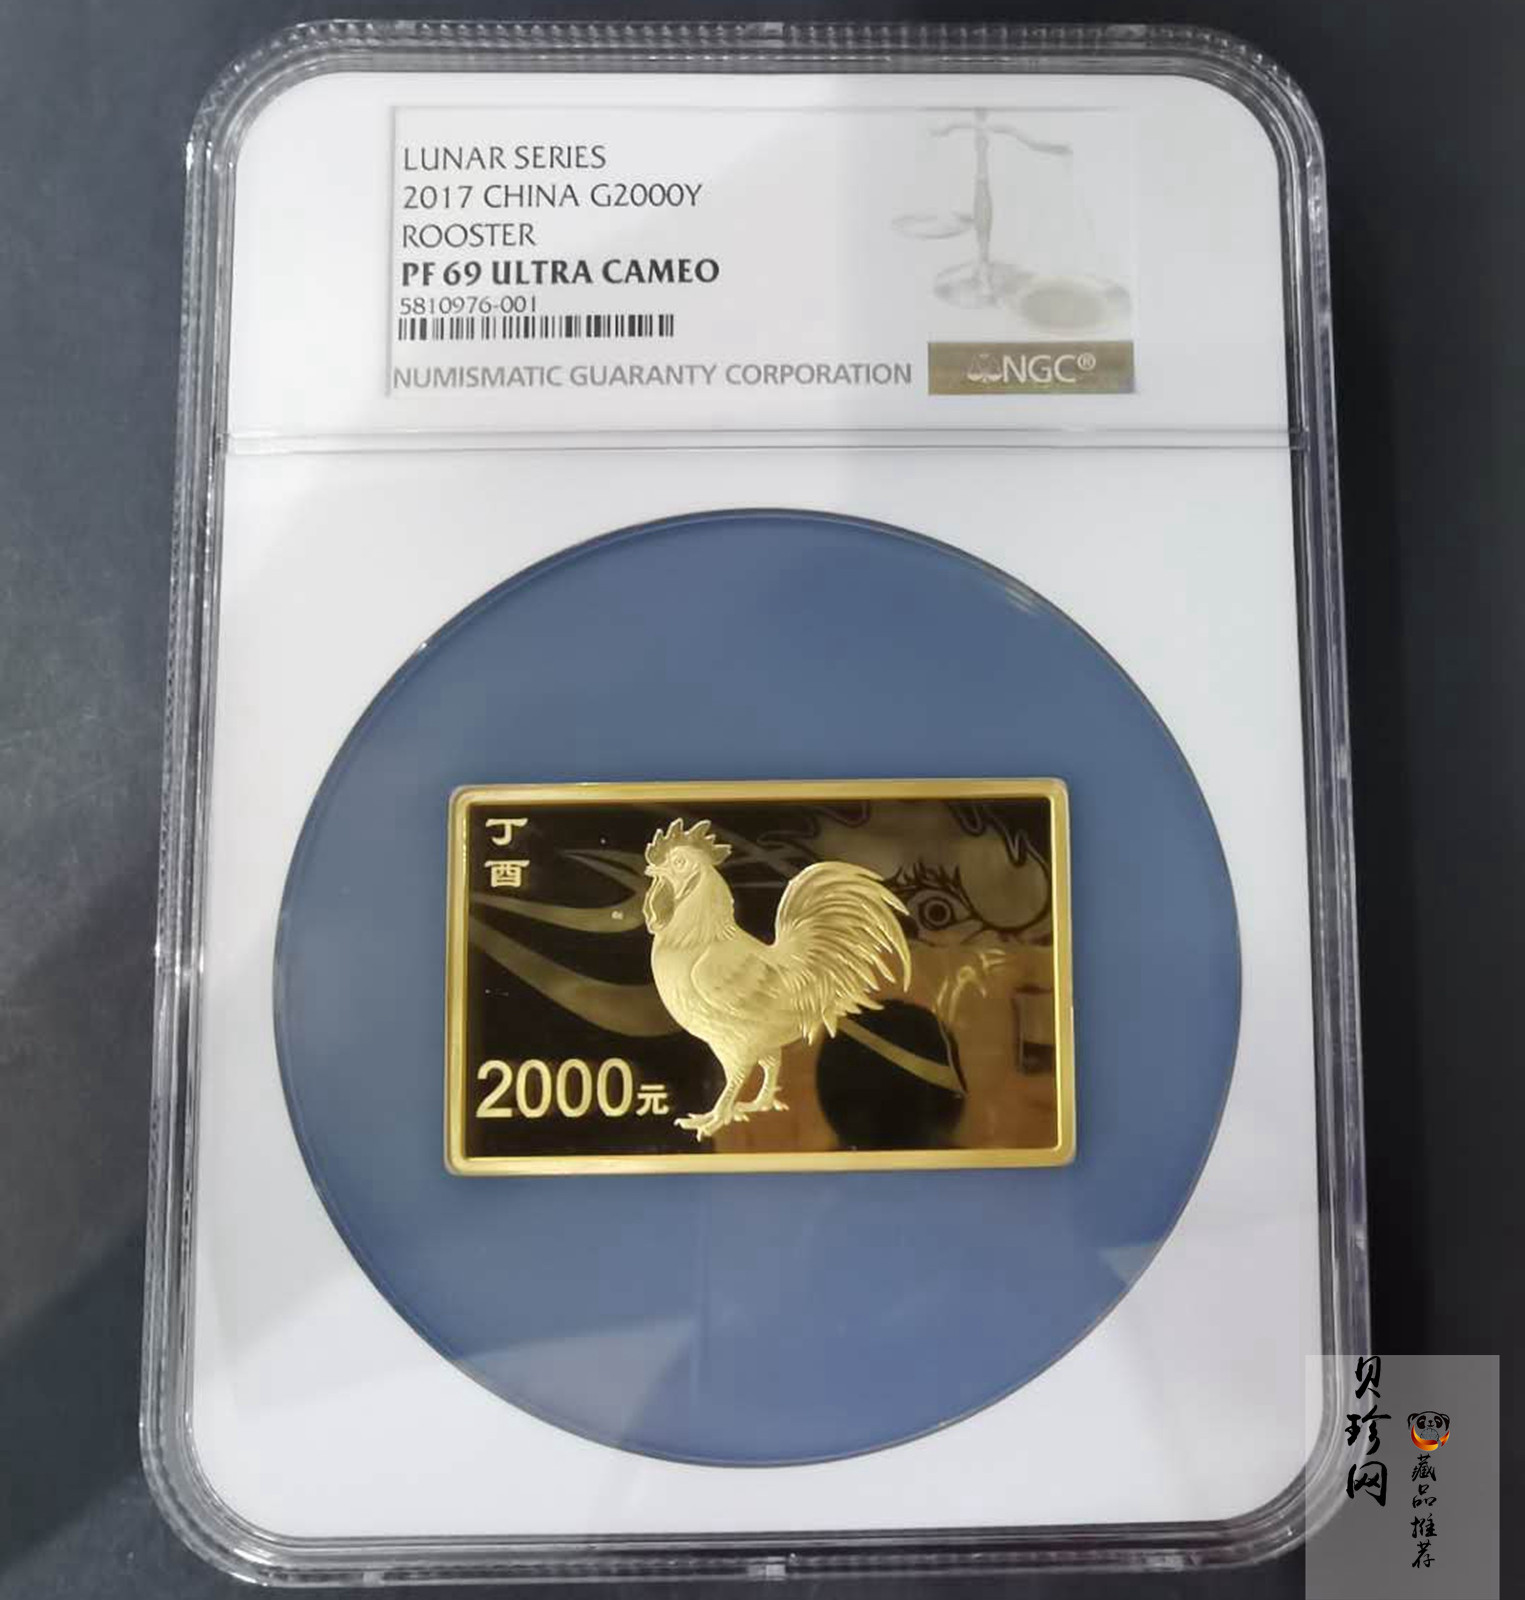 LUNAR SERIES
2017 CHINA G2000Y
ROOSTER
PF 69 ULTRA CAMEO
5810976-001
NUMISMATIC GUARANTY CORPORATION
NGC®
丁
酉
2000元
贝珍网
藏品推荐